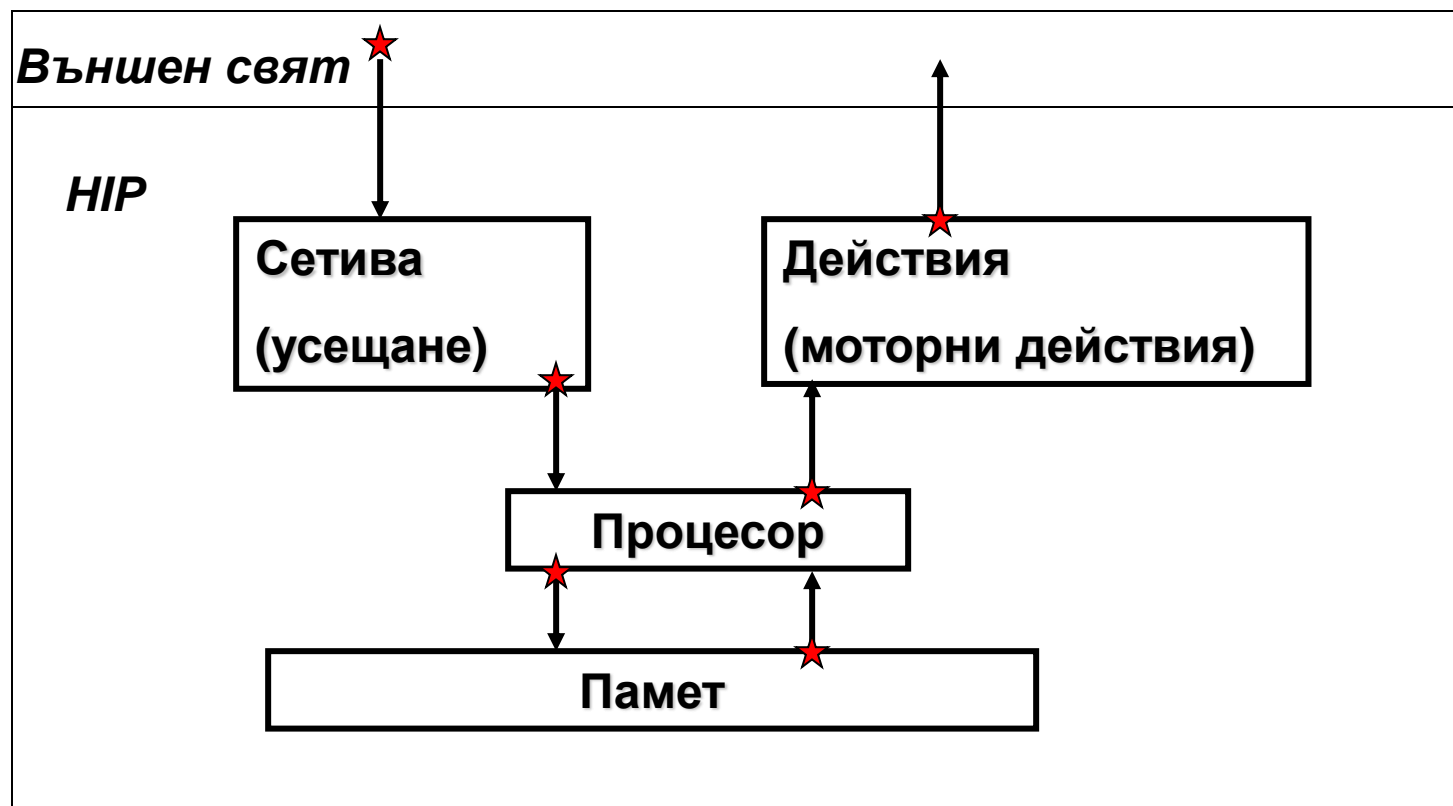 Външен свят
HIP
Сетива
(усещане)
Действия
(моторни действия)
Процесор
Памет